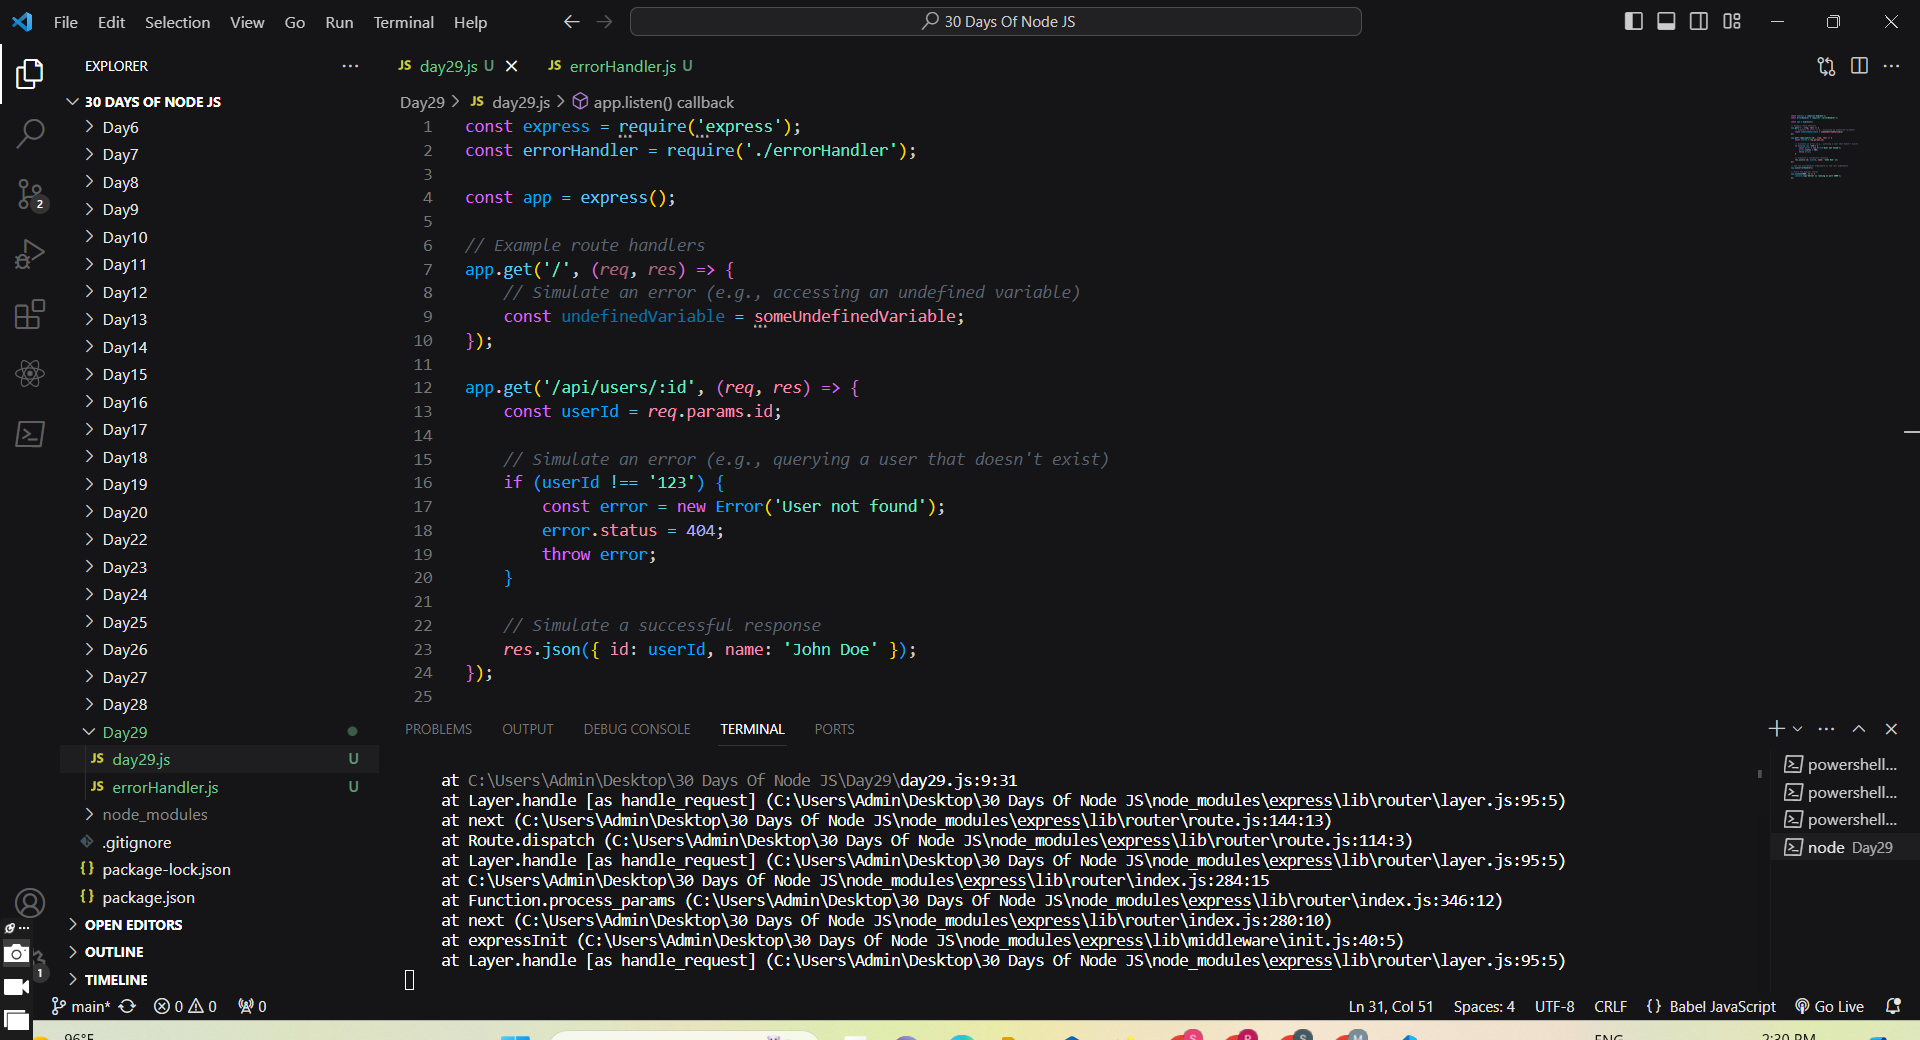 File Edit Selection View Go Run Terminal Help
30 Days Of Node JS
EXPLORER
30 DAYS OF NODE JS
Day6
Day7
Day8
Day9
Day10
Day11
Day12
Day13
Day14
Day15
Day16
Day17
Day18
Day19
Day20
Day22
Day23
Day24
Day25
Day26
Day27
Day28
Day29
JS day29.js U
JS errorHandler.js U
node_modules
.gitignore
{} package-lock.json
{} package.json
OPEN EDITORS
OUTLINE
TIMELINE
2
1
JS day29.js U
JS errorHandler.js U
Day29 > JS day29.js > app.listen() callback
1 const express = require('express');
2 const errorHandler = require('./errorHandler');
3
4 const app = express();
5
6 // Example route handlers
7 app.get('/', (req, res) => {
8 // Simulate an error (e.g., accessing an undefined variable)
9 const undefinedVariable = someUndefinedVariable;
10 });
11
12 app.get('/api/users/:id', (req, res) => {
13 const userId = req.params.id;
14
15 // Simulate an error (e.g., querying a user that doesn't exist)
16 if (userId !== '123') {
17 const error = new Error('User not found');
18 error.status = 404;
19 throw error;
20 }
21
22 // Simulate a successful response
23 res.json({ id: userId, name: 'John Doe' });
24 });
25
PROBLEMS OUTPUT DEBUG CONSOLE TERMINAL PORTS
at C:\Users\Admin\Desktop\30 Days Of Node JS\Day29\day29.js:9:31
at Layer.handle [as handle_request] (C:\Users\Admin\Desktop\30 Days Of Node JS\node_modules\express\lib\router\layer.js:95:5)
at next (C:\Users\Admin\Desktop\30 Days Of Node JS\node_modules\express\lib\router\route.js:144:13)
at Route.dispatch (C:\Users\Admin\Desktop\30 Days Of Node JS\node_modules\express\lib\router\route.js:114:3)
at Layer.handle [as handle_request] (C:\Users\Admin\Desktop\30 Days Of Node JS\node_modules\express\lib\router\layer.js:95:5)
at C:\Users\Admin\Desktop\30 Days Of Node JS\node_modules\express\lib\router\index.js:284:15
at Function.process_params (C:\Users\Admin\Desktop\30 Days Of Node JS\node_modules\express\lib\router\index.js:346:12)
at next (C:\Users\Admin\Desktop\30 Days Of Node JS\node_modules\express\lib\router\index.js:280:10)
at expressInit (C:\Users\Admin\Desktop\30 Days Of Node JS\node_modules\express\lib\middleware\init.js:40:5)
at Layer.handle [as handle_request] (C:\Users\Admin\Desktop\30 Days Of Node JS\node_modules\express\lib\router\layer.js:95:5)
powershell...
powershell...
powershell...
node Day29
main* 0 0 0
Ln 31, Col 51 Spaces: 4 UTF-8 CRLF {} Babel JavaScript Go Live
96°F
ENG
2:30 PM